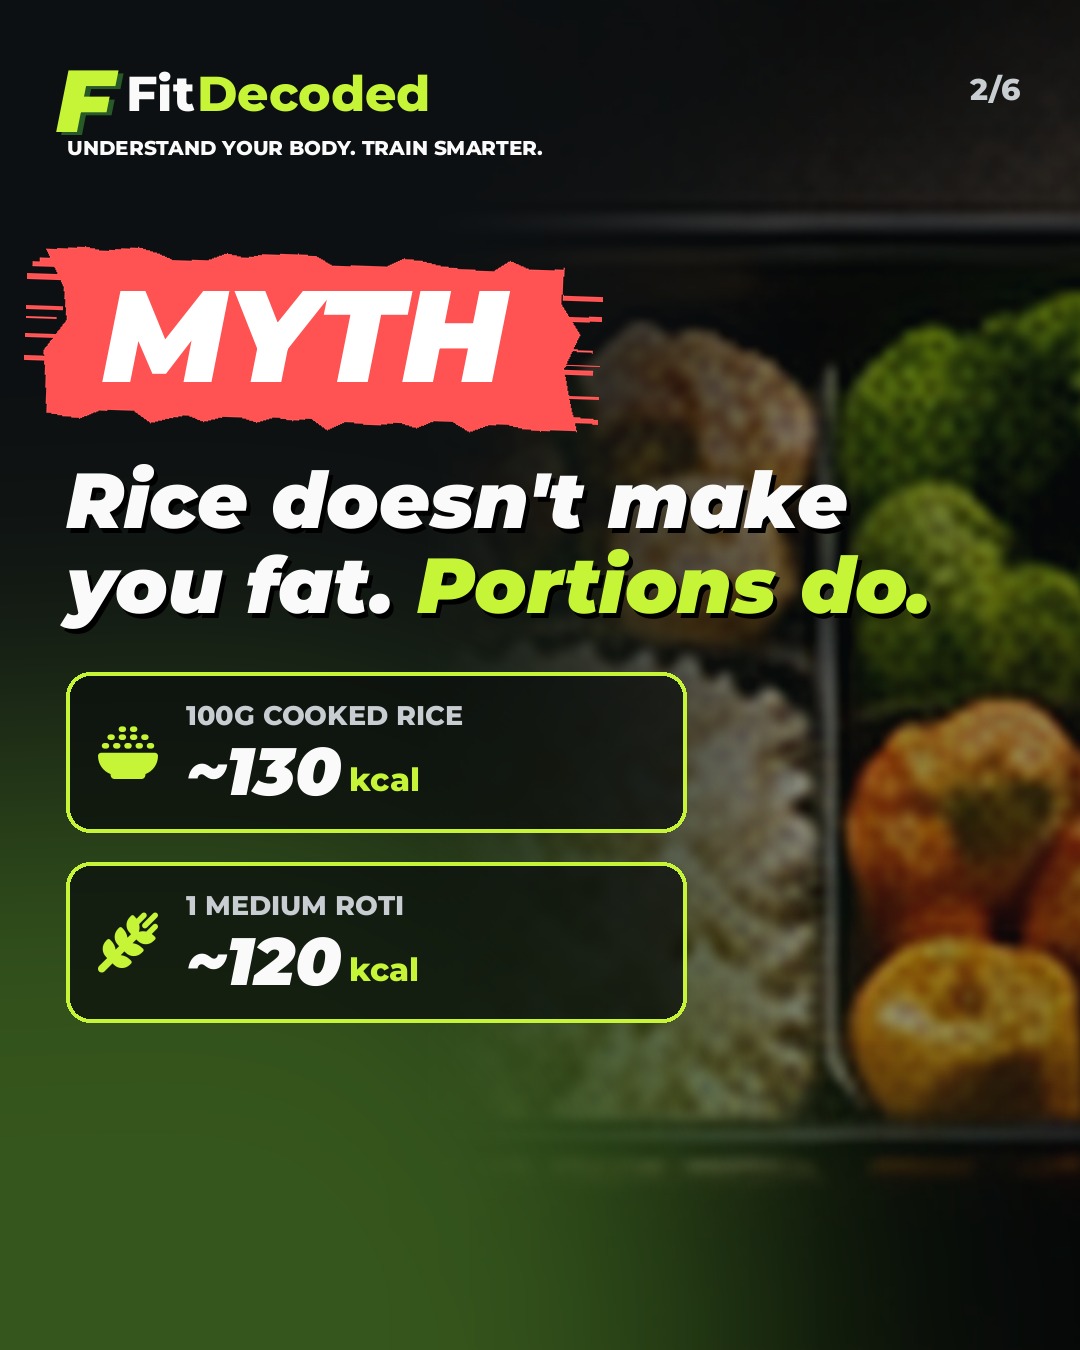 F FitDecoded
2/6
UNDERSTAND YOUR BODY. TRAIN SMARTER.
MYTH
Rice doesn't make
you fat. Portions do.
100G COOKED RICE
~130 kcal
1 MEDIUM ROTI
~120 kcal